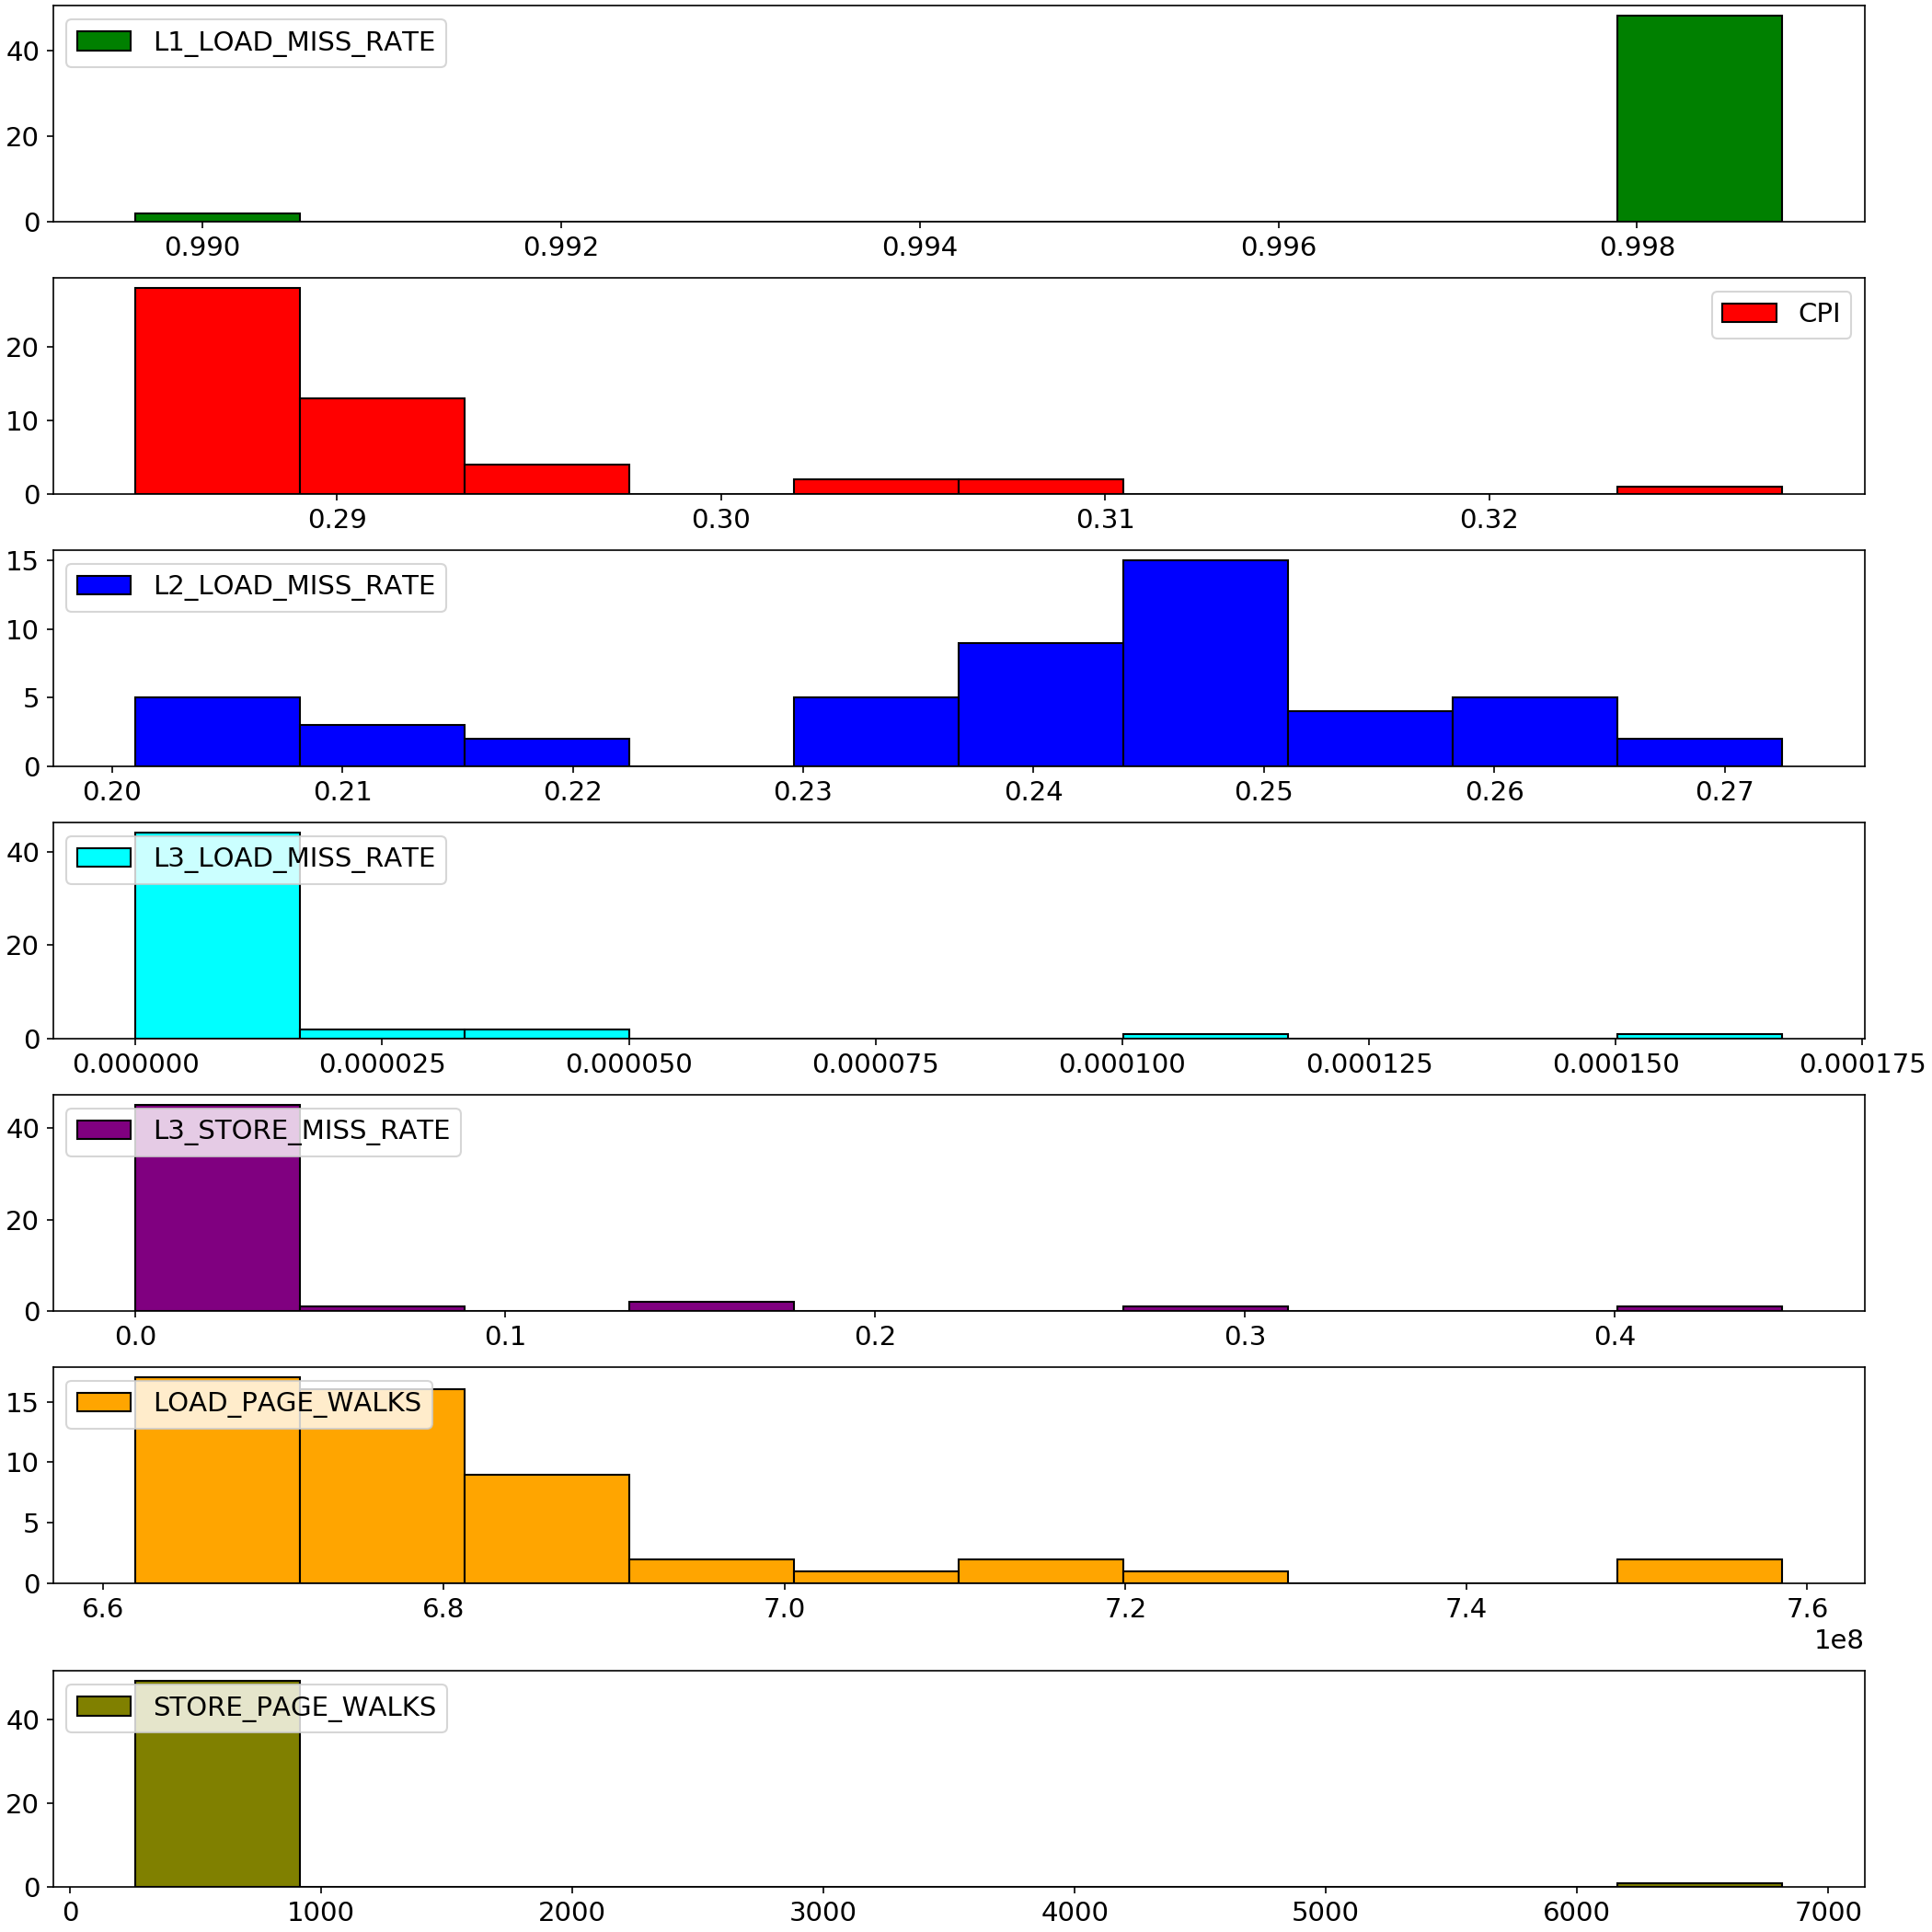 L1_LOAD_MISS_RATE
40
20
0
0.990 0.992 0.994 0.996 0.998
CPI
20
10
0
0.29 0.30 0.31 0.32
L2_LOAD_MISS_RATE
15
10
5
0
0.20 0.21 0.22 0.23 0.24 0.25 0.26 0.27
L3_LOAD_MISS_RATE
40
20
0
0.000000 0.000025 0.000050 0.000075 0.000100 0.000125 0.000150 0.000175
L3_STORE_MISS_RATE
40
20
0
0.0 0.1 0.2 0.3 0.4
LOAD_PAGE_WALKS
15
10
5
0
6.6 6.8 7.0 7.2 7.4 7.6
1e8
STORE_PAGE_WALKS
40
20
0
0 1000 2000 3000 4000 5000 6000 7000